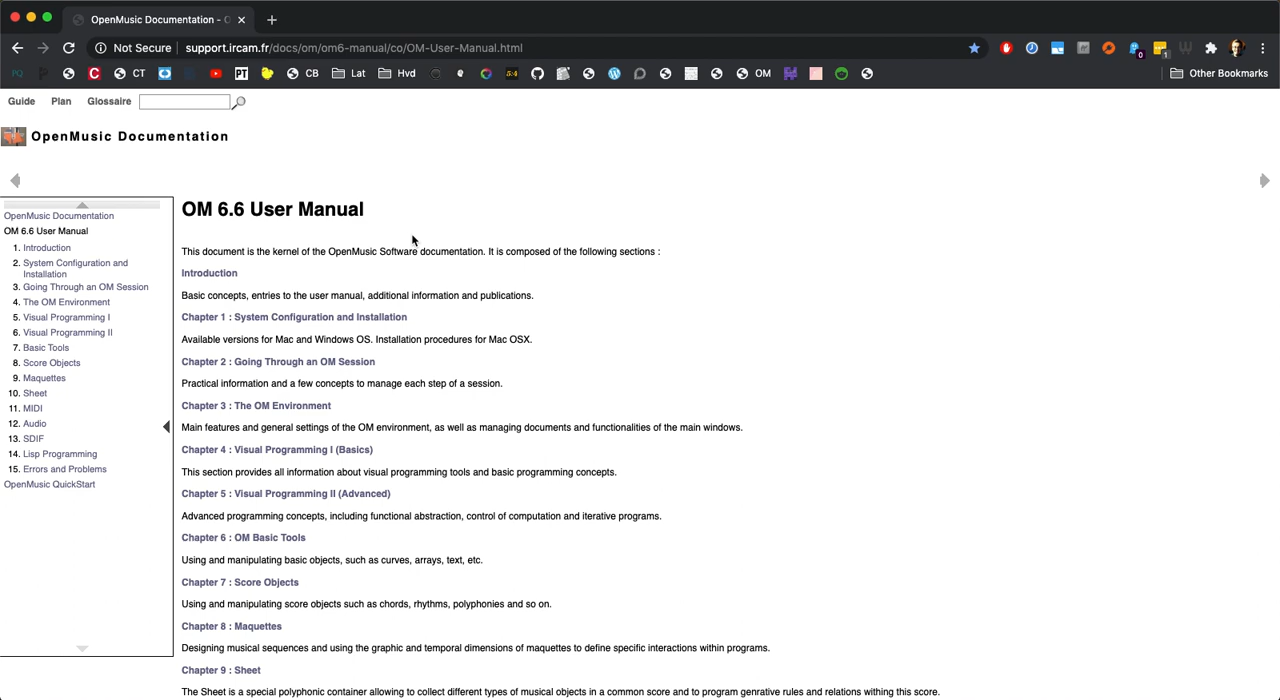 OpenMusic Documentation - O
Not Secure support.ircam.fr/docs/om/om6-manual/co/OM-User-Manual.html
C CT PT CB Lat Hvd 5:4 OM Other Bookmarks
0 1
Guide Plan Glossaire
OpenMusic Documentation
OpenMusic Documentation
OM 6.6 User Manual
1. Introduction
2. System Configuration and
Installation
3. Going Through an OM Session
4. The OM Environment
5. Visual Programming I
6. Visual Programming II
7. Basic Tools
8. Score Objects
9. Maquettes
10. Sheet
11. MIDI
12. Audio
13. SDIF
14. Lisp Programming
15. Errors and Problems
OpenMusic QuickStart
OM 6.6 User Manual
This document is the kernel of the OpenMusic Software documentation. It is composed of the following sections :
Introduction
Basic concepts, entries to the user manual, additional information and publications.
Chapter 1 : System Configuration and Installation
Available versions for Mac and Windows OS. Installation procedures for Mac OSX.
Chapter 2 : Going Through an OM Session
Practical information and a few concepts to manage each step of a session.
Chapter 3 : The OM Environment
Main features and general settings of the OM environment, as well as managing documents and functionalities of the main windows.
Chapter 4 : Visual Programming I (Basics)
This section provides all information about visual programming tools and basic programming concepts.
Chapter 5 : Visual Programming II (Advanced)
Advanced programming concepts, including functional abstraction, control of computation and iterative programs.
Chapter 6 : OM Basic Tools
Using and manipulating basic objects, such as curves, arrays, text, etc.
Chapter 7 : Score Objects
Using and manipulating score objects such as chords, rhythms, polyphonies and so on.
Chapter 8 : Maquettes
Designing musical sequences and using the graphic and temporal dimensions of maquettes to define specific interactions within programs.
Chapter 9 : Sheet
The Sheet is a special polyphonic container allowing to collect different types of musical objects in a common score and to program genrative rules and relations withing this score.